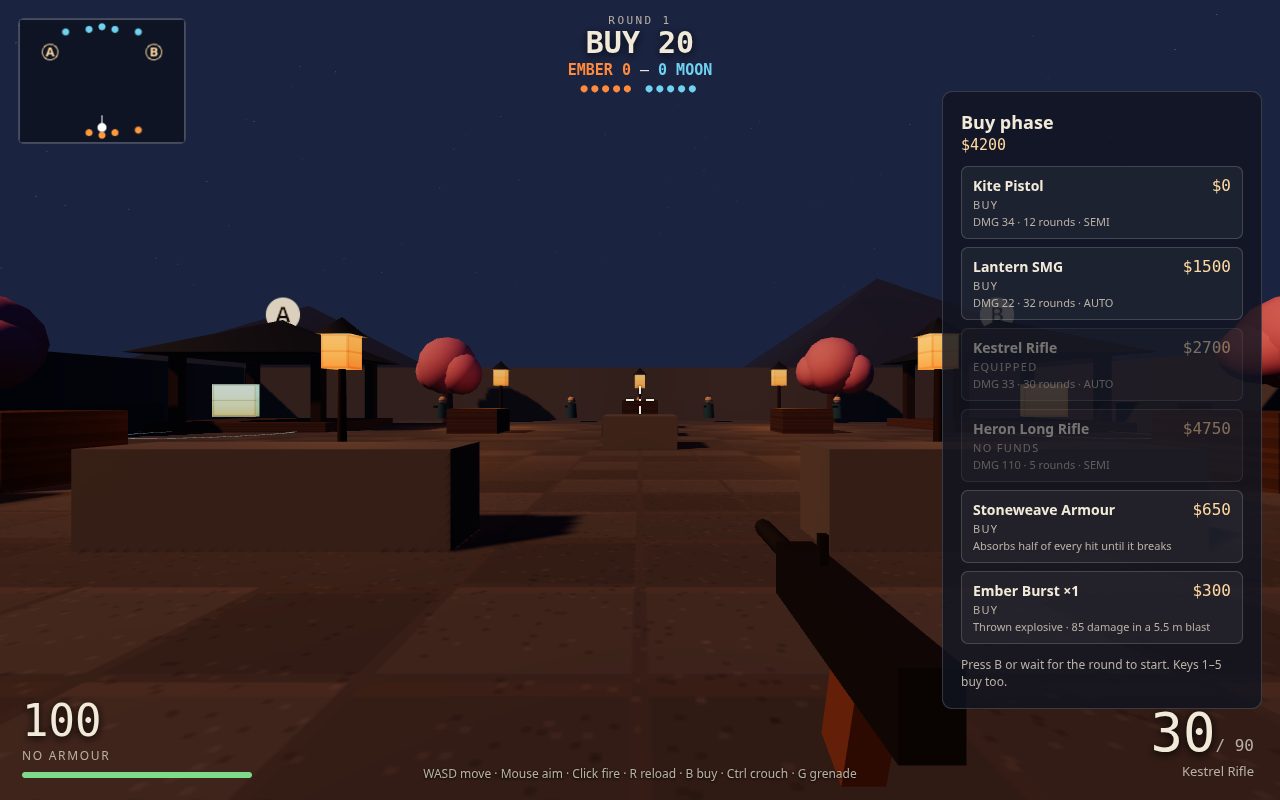 ROUND 1
BUY 20
EMBER 0 — 0 MOON
A
B
A
B
Buy phase
$4200
Kite Pistol $0
BUY
DMG 34 · 12 rounds · SEMI
Lantern SMG $1500
BUY
DMG 22 · 32 rounds · AUTO
Kestrel Rifle $2700
EQUIPPED
DMG 33 · 30 rounds · AUTO
Heron Long Rifle $4750
NO FUNDS
DMG 110 · 5 rounds · SEMI
Stoneweave Armour $650
BUY
Absorbs half of every hit until it breaks
Ember Burst ×1 $300
BUY
Thrown explosive · 85 damage in a 5.5 m blast
Press B or wait for the round to start. Keys 1–5
buy too.
100
NO ARMOUR
WASD move · Mouse aim · Click fire · R reload · B buy · Ctrl crouch · G grenade
30 / 90
Kestrel Rifle